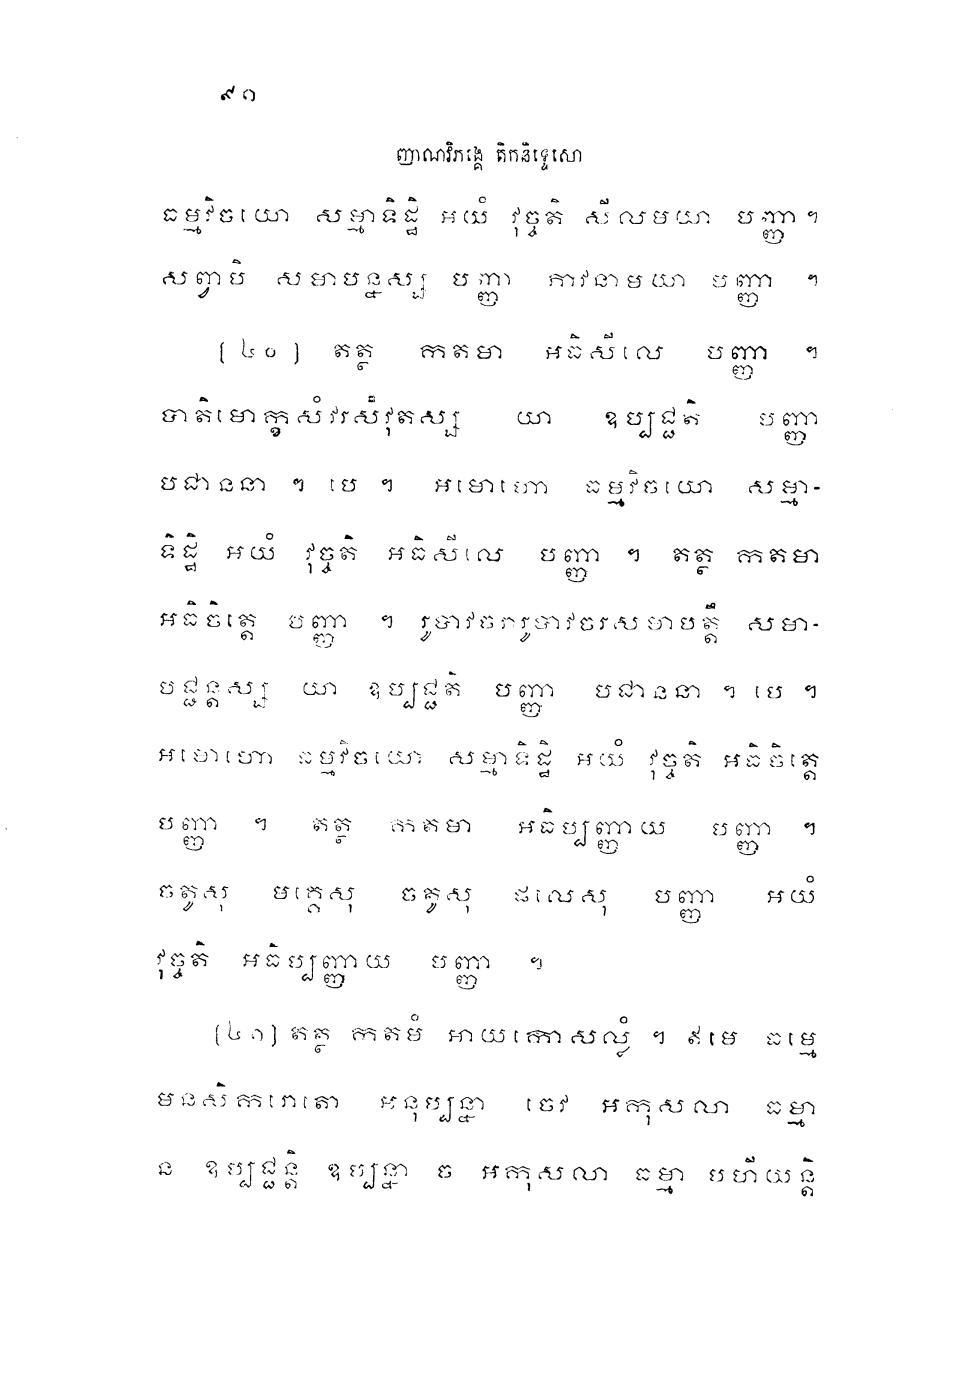 ៩១
ញាណវិភង្គេ តិកនិទ្ទេសោ
ធម្មវិចយោ សម្មាទិដ្ឋិ អយំ វុច្ចតិ សីលមយា បញ្ញា។
សព្វាបិ សមាបន្នស្ស បញ្ញា ភាវនាមយា បញ្ញា ។
(៤០) តត្ថ កតមា អធិសីលេ បញ្ញា ។
បាតិមោក្ខសំវរសំវុតស្ស យា ឧប្បជ្ជតិ បញ្ញា
បជាននា ។ បេ ។ អមោហោ ធម្មវិចយោ សម្មា-
ទិដ្ឋិ អយំ វុច្ចតិ អធិសីលេ បញ្ញា ។ តត្ថ កតមា
អធិចិត្តេ បញ្ញា ។ រូបាវចរារូបាវចរសមាបត្តឹ សមា-
បជ្ជន្តស្ស យា ឧប្បជ្ជតិ បញ្ញា បជាននា ។ បេ ។
អមោហោ ធម្មវិចយោ សម្មាទិដ្ឋិ អយំ វុច្ចតិ អធិចិត្តេ
បញ្ញា ។ តត្ថ កតមា អធិប្បញ្ញាយ បញ្ញា ។
ចតូសុ មគ្គេសុ ចតូសុ ផលេសុ បញ្ញា អយំ
វុច្ចតិ អធិប្បញ្ញាយ បញ្ញា ។
(៤១) តត្ថ កតមំ អាយកោសល្លំ ។ ឥមេ ធម្មេ
មនសិការោតោ អនុប្បន្នា ចេវ អកុសលា ធម្មា
ន ឧប្បជ្ជន្តិ ឧប្បន្នា ច អកុសលា ធម្មា បហីយន្តិ